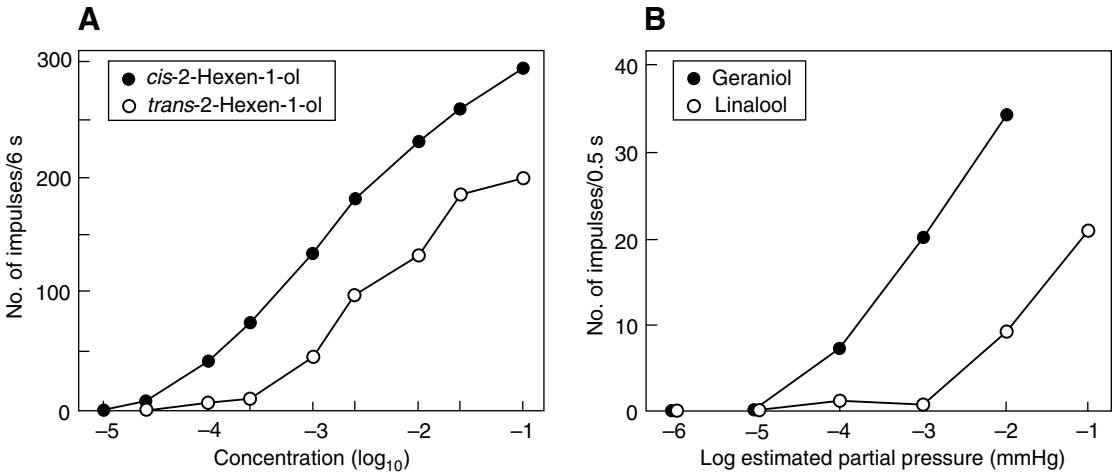 A
300
200
100
0
No. of impulses/6 s
cis-2-Hexen-1-ol
trans-2-Hexen-1-ol
–5
–4
–3
–2
–1
Concentration (log10)
B
40
30
20
10
0
No. of impulses/0.5 s
Geraniol
Linalool
–6
–5
–4
–3
–2
–1
Log estimated partial pressure (mmHg)